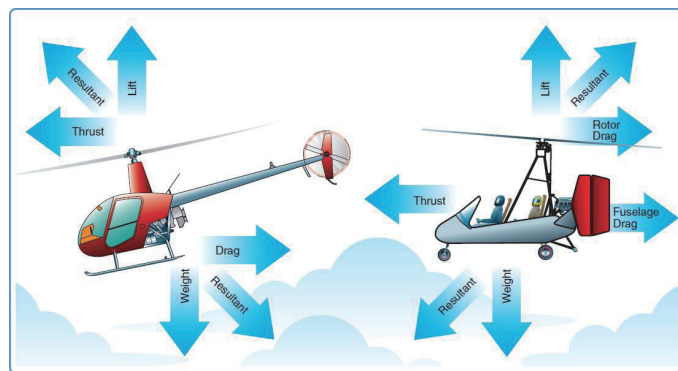 Resultant
Lift
Thrust
Drag
Weight
Resultant
Lift
Resultant
Rotor
Drag
Thrust
Fuselage
Drag
Resultant
Weight